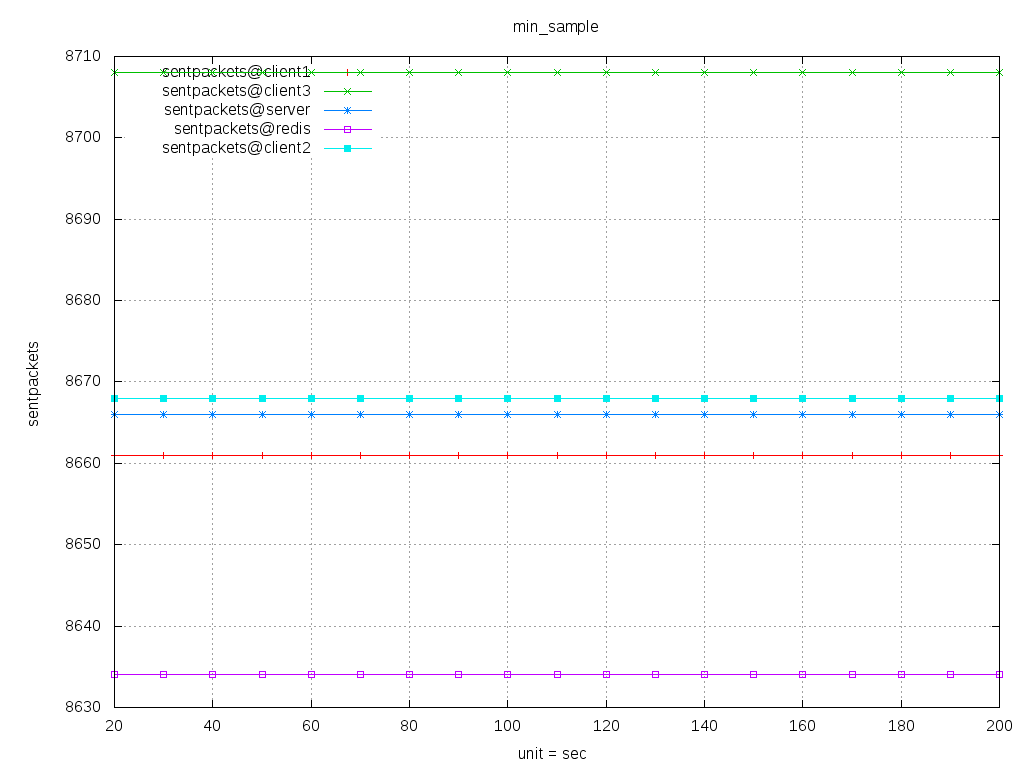 min_sample
8710
8700
8690
8680
8670
8660
8650
8640
8630
sentpackets
sentpackets@client1
sentpackets@client3
sentpackets@server
sentpackets@redis
sentpackets@client2
20 40 60 80 100 120 140 160 180 200
unit = sec